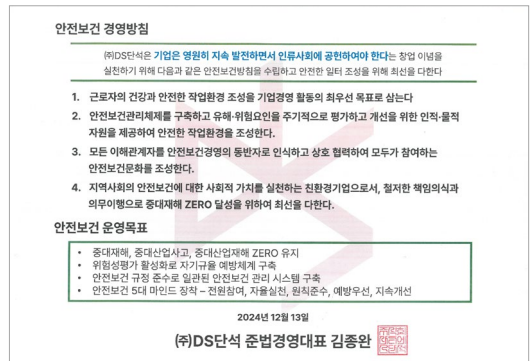 안전보건 경영방침
㈜DS단석은 기업은 영원히 지속 발전하면서 인류사회에 공헌하여야 한다는 창업 이념을
실천하기 위해 다음과 같은 안전보건방침을 수립하고 안전한 일터 조성을 위해 최선을 다한다
1. 근로자의 건강과 안전한 작업환경 조성을 기업경영 활동의 최우선 목표로 삼는다
2. 안전보건관리체제를 구축하고 유해·위험요인을 주기적으로 평가하고 개선을 위한 인적·물적
자원을 제공하여 안전한 작업환경을 조성한다.
3. 모든 이해관계자를 안전보건경영의 동반자로 인식하고 상호 협력하여 모두가 참여하는
안전보건문화를 조성한다.
4. 지역사회의 안전보건에 대한 사회적 가치를 실천하는 친환경기업으로서, 철저한 책임의식과
의무이행으로 중대재해 ZERO 달성을 위하여 최선을 다한다.
안전보건 운영목표
• 중대재해, 중대산업사고, 중대산업재해 ZERO 유지
• 위험성평가 활성화로 자기규율 예방체계 구축
• 안전보건 규정 준수로 일관된 안전보건 관리 시스템 구축
• 안전보건 5대 마인드 장착 – 전원참여, 자율실천, 원칙준수, 예방우선, 지속개선
2024년 12월 13일
㈜DS단석 준법경영대표 김종완